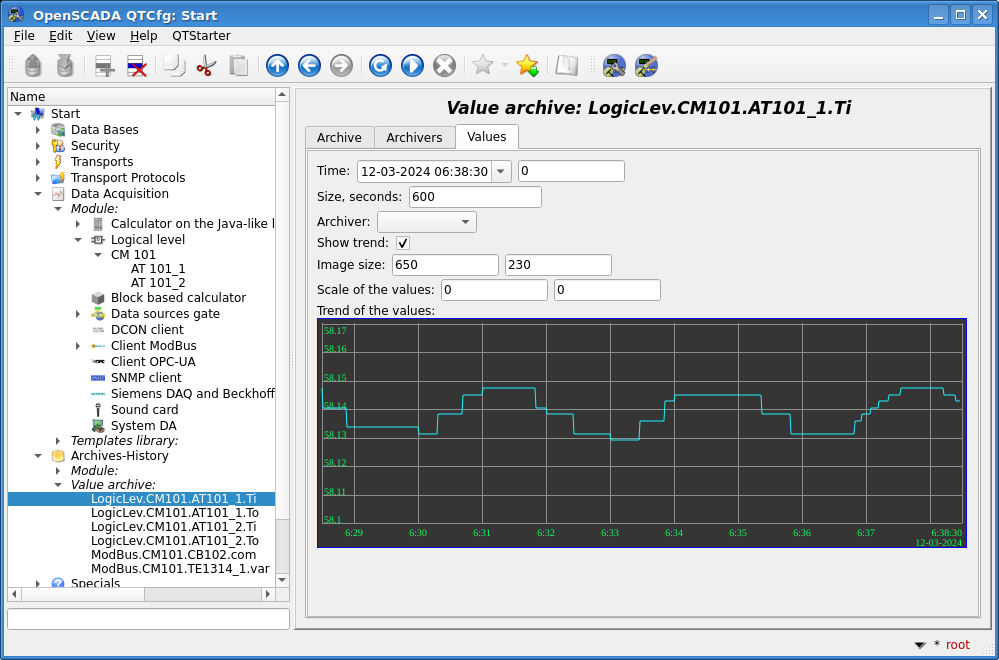 OpenSCADA QTCfg: Start
File Edit View Help QTStarter
Name
Start
Data Bases
Security
Transports
Transport Protocols
Data Acquisition
Module:
Calculator on the Java-like l
Logical level
CM 101
AT 101_1
AT 101_2
Block based calculator
Data sources gate
DCON client
Client ModBus
Client OPC-UA
SNMP client
Siemens DAQ and Beckhoff
Sound card
System DA
Templates library:
Archives-History
Module:
Value archive:
LogicLev.CM101.AT101_1.Ti
LogicLev.CM101.AT101_1.To
LogicLev.CM101.AT101_2.Ti
LogicLev.CM101.AT101_2.To
ModBus.CM101.CB102.com
ModBus.CM101.TE1314_1.var
Specials
Value archive: LogicLev.CM101.AT101_1.Ti
Archive Archivers Values
Time: 12-03-2024 06:38:30 0
Size, seconds: 600
Archiver:
Show trend:
Image size: 650 230
Scale of the values: 0 0
Trend of the values:
58.17
58.16
58.15
58.14
58.13
58.12
58.11
58.1
6:29 6:30 6:31 6:32 6:33 6:34 6:35 6:36 6:37 6:38:30
12-03-2024
* root